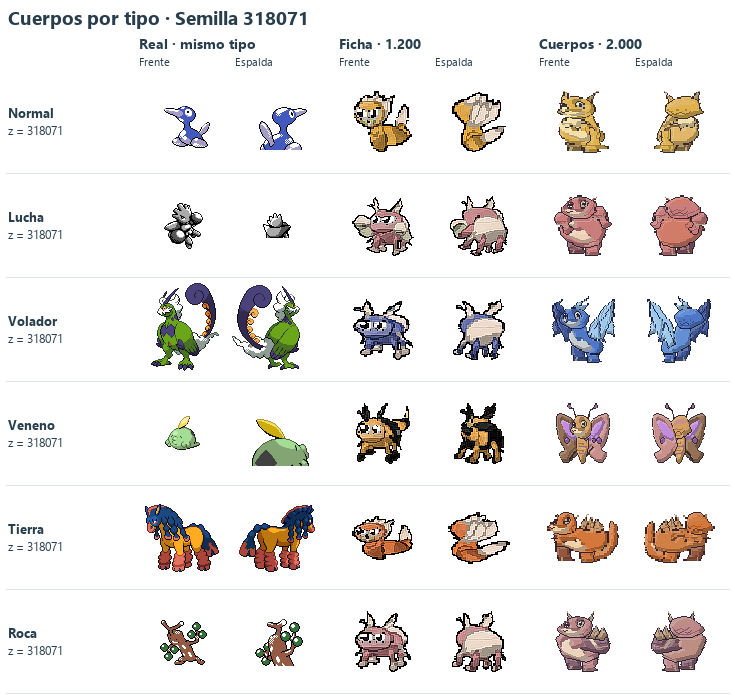 Cuerpos por tipo · Semilla 318071
Real · mismo tipo Ficha · 1.200 Cuerpos · 2.000
Frente Espalda Frente Espalda Frente Espalda
Normal
z = 318071
Lucha
z = 318071
Volador
z = 318071
Veneno
z = 318071
Tierra
z = 318071
Roca
z = 318071